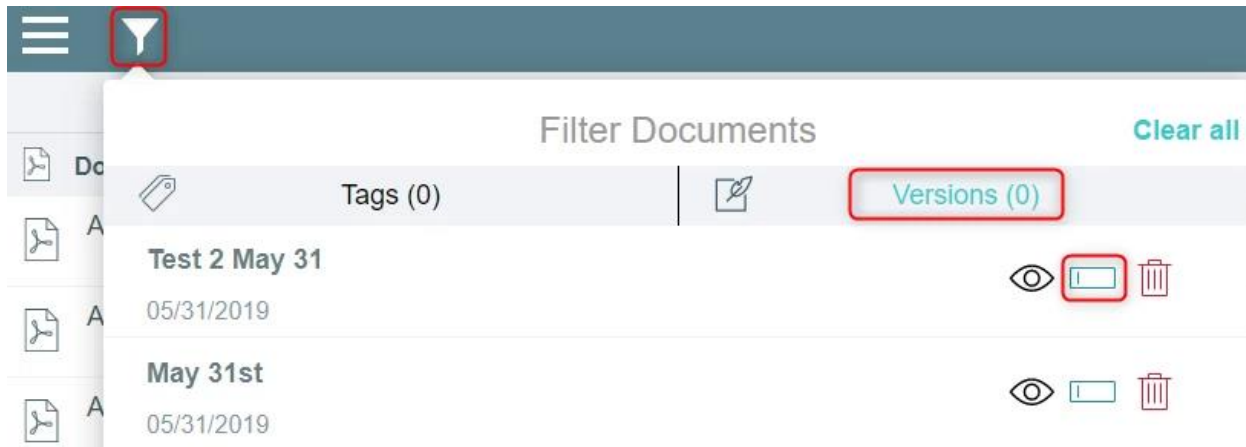 Filter Documents
Clear all
Do
Tags (0)
Versions (0)
A
Test 2 May 31
05/31/2019
A
May 31st
A
05/31/2019